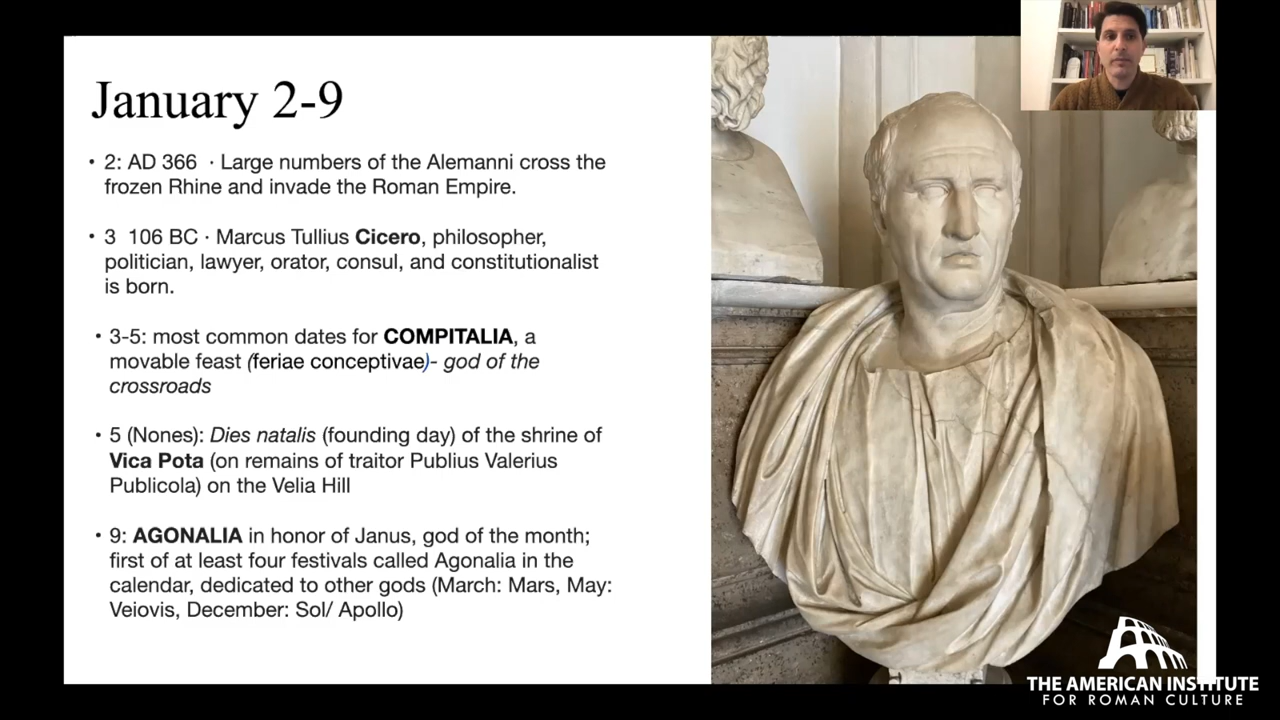 January 2-9
• 2: AD 366 · Large numbers of the Alemanni cross the
frozen Rhine and invade the Roman Empire.
• 3 106 BC · Marcus Tullius Cicero, philosopher,
politician, lawyer, orator, consul, and constitutionalist
is born.
• 3-5: most common dates for COMPITALIA, a
movable feast (feriae conceptivae)- god of the
crossroads
• 5 (Nones): Dies natalis (founding day) of the shrine of
Vica Pota (on remains of traitor Publius Valerius
Publicola) on the Velia Hill
• 9: AGONALIA in honor of Janus, god of the month;
first of at least four festivals called Agonalia in the
calendar, dedicated to other gods (March: Mars, May:
Veiovis, December: Sol/ Apollo)
THE AMERICAN INSTITUTE
FOR ROMAN CULTURE